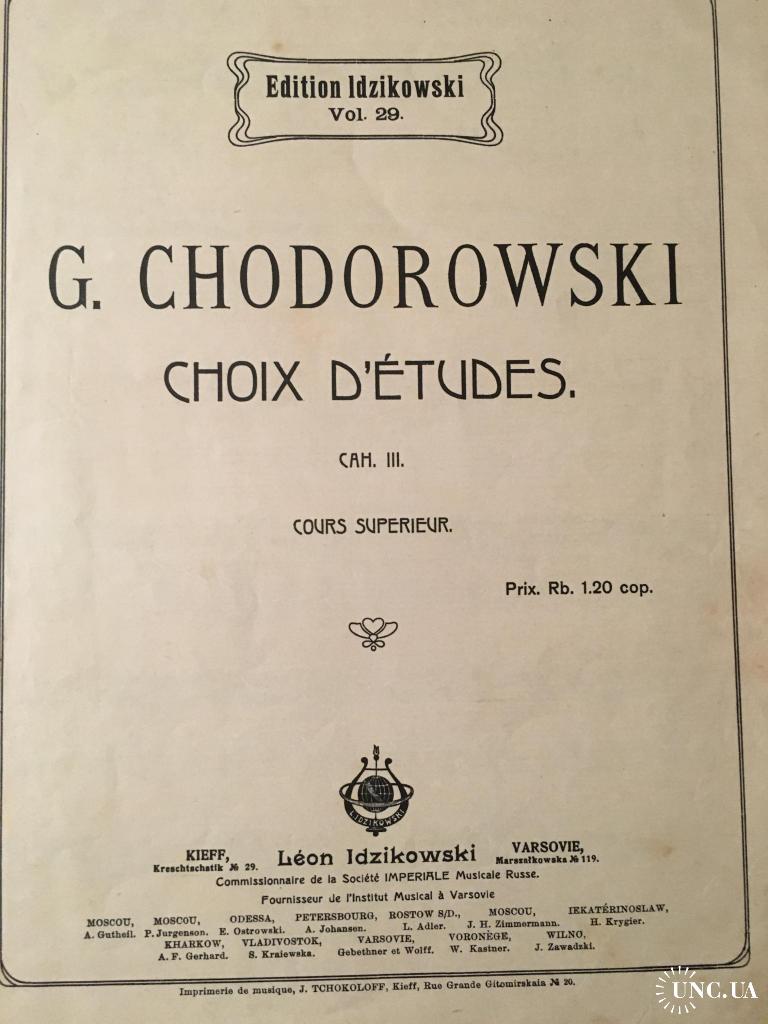 Edition Idzikowski
Vol. 29.
G. CHODOROWSKI
CHOIX D'ÉTUDES.
CAH. III.
COURS SUPERIEUR.
Prix. Rb. 1.20 cop.
L. IDZIKOWSKI
KIEFF, Léon Idzikowski VARSOVIE,
Kreschtschatik № 29. Marszałkowska № 119.
Commissionnaire de la Société IMPERIALE Musicale Russe.
Fournisseur de l'Institut Musical à Varsovie
MOSCOU, MOSCOU, ODESSA, PETERSBOURG, ROSTOW S/D., MOSCOU, IEKATÉRINOSLAW,
A. Gutheil. P. Jurgenson. E. Ostrowski. A. Johansen. L. Adler. J. H. Zimmermann. H. Krygier.
KHARKOW, VLADIVOSTOK, VARSOVIE, VORONÈGE, WILNO,
A. F. Gerhard. S. Kraiewska. Gebethner et Wolff. W. Kastner. J. Zawadzki.
Imprimerie de musique, J. TCHOKOLOFF, Kieff, Rue Grande Gitomirskaia № 20.
UNC.UA